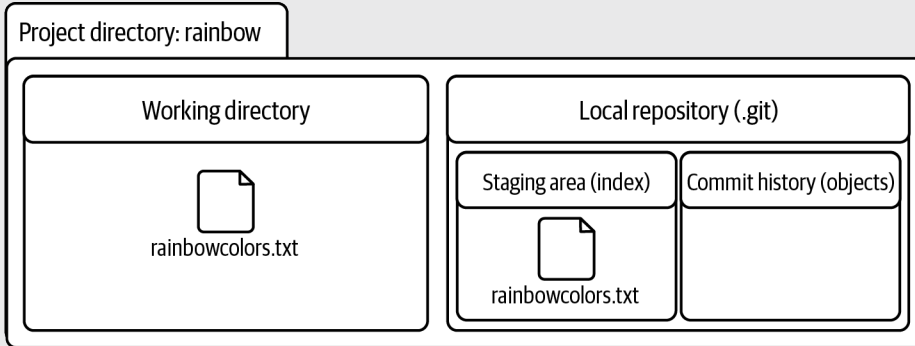 Project directory: rainbow
Working directory
rainbowcolors.txt
Local repository (.git)
Staging area (index)
rainbowcolors.txt
Commit history (objects)